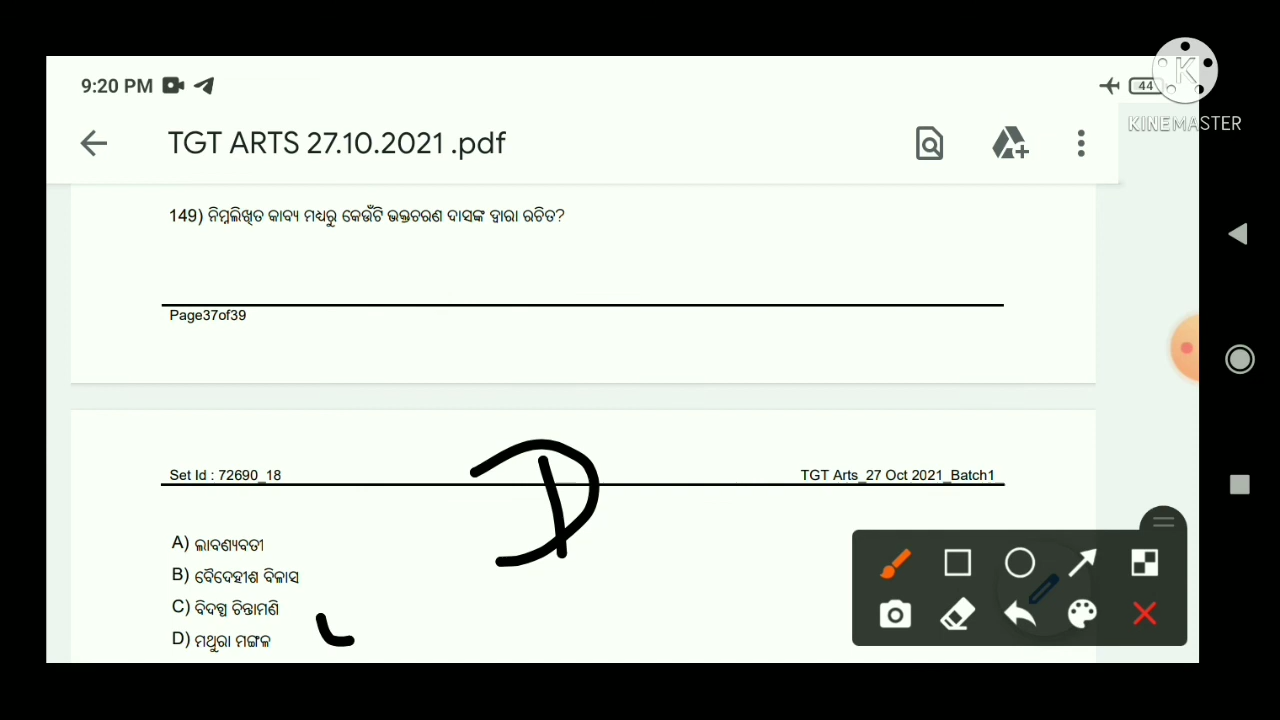 9:20 PM
44
KINEMASTER
TGT ARTS 27.10.2021 .pdf
149) ନିମ୍ନଲିଖିତ କାବ୍ୟ ମଧ୍ୟରୁ କେଉଁଟି ଭକ୍ତଚରଣ ଦାସଙ୍କ ଦ୍ୱାରା ରଚିତ?
Page37of39
D
Set Id : 72690_18 TGT Arts_27 Oct 2021_Batch1
A) ଲାବଣ୍ୟବତୀ
B) ବୈଦେହୀଶ ବିଳାସ
C) ବିଦଗ୍ଧ ଚିନ୍ତାମଣି
D) ମଥୁରା ମଙ୍ଗଳ